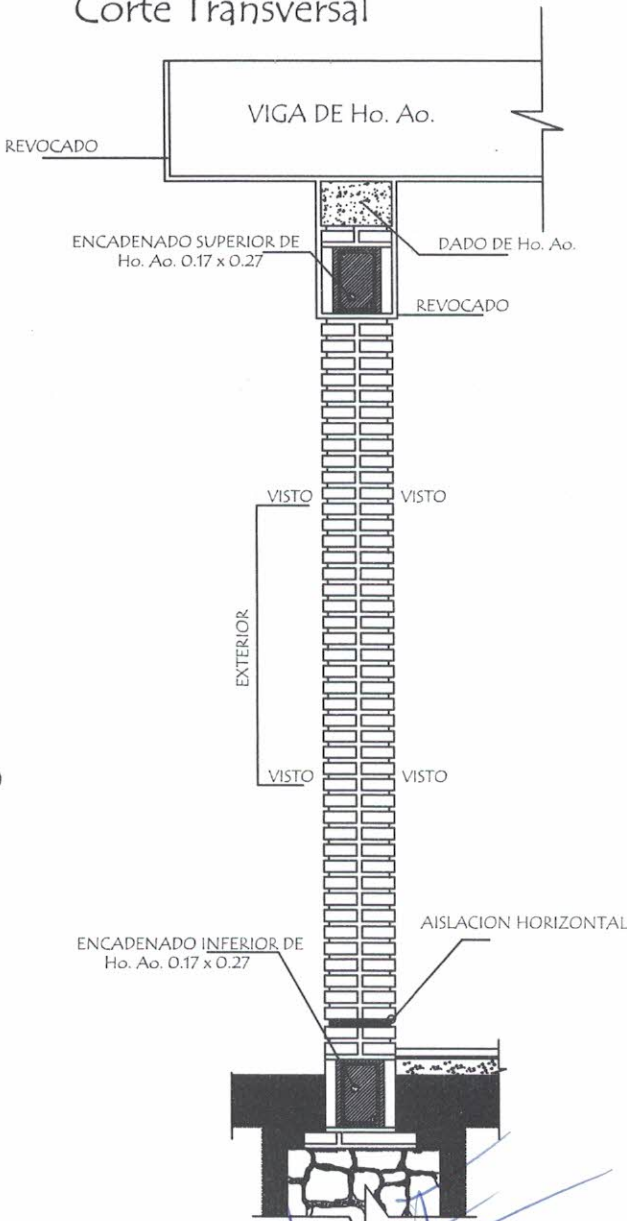 Corte Transversal
VIGA DE Ho. Ao.
REVOCADO
ENCADENADO SUPERIOR DE
Ho. Ao. 0.17 x 0.27
DADO DE Ho. Ao.
REVOCADO
VISTO
VISTO
EXTERIOR
VISTO
VISTO
AISLACION HORIZONTAL
ENCADENADO INFERIOR DE
Ho. Ao. 0.17 x 0.27